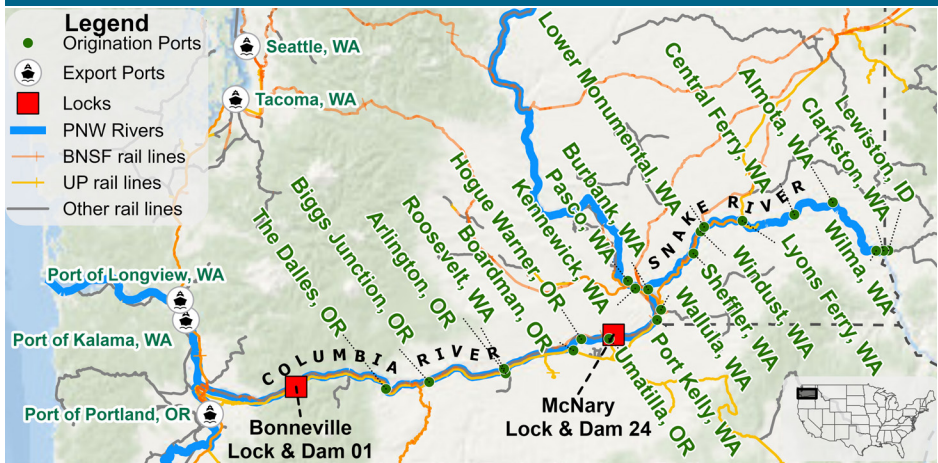 Legend
Origination Ports
Export Ports
Locks
PNW Rivers
BNSF rail lines
UP rail lines
Other rail lines
Seattle, WA
Tacoma, WA
Port of Longview, WA
Port of Kalama, WA
Port of Portland, OR
The Dalles, OR
Biggs Junction, OR
Arlington, OR
Roosevelt, WA
Boardman, OR
Hogue Warner, OR
Kennewick, WA
Pasco, WA
Burbank, WA
Lower Monumental, WA
Central Ferry, WA
Almota, WA
Clarkston, WA
Lewiston, ID
Wilma, WA
Lyons Ferry, WA
Windust, WA
Sheffler, WA
Wallula, WA
Port Kelly, WA
Umatilla, OR
SNAKE RIVER
COLUMBIA RIVER
Bonneville
Lock & Dam 01
McNary
Lock & Dam 24